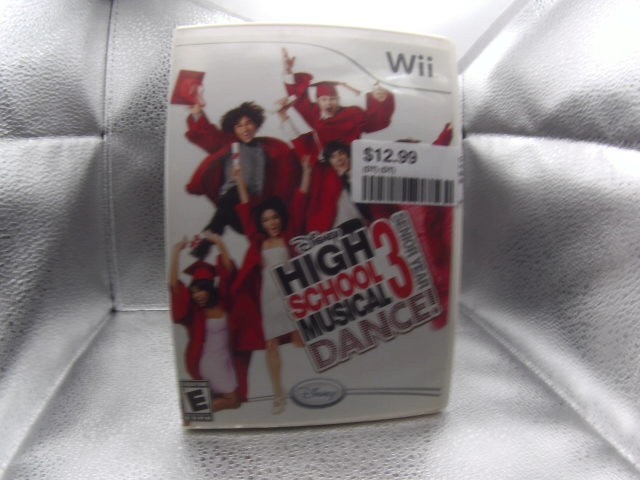 Wii
$12.99
Disney
HIGH
SCHOOL
MUSICAL 3
SENIOR YEAR
DANCE!
E
Disney